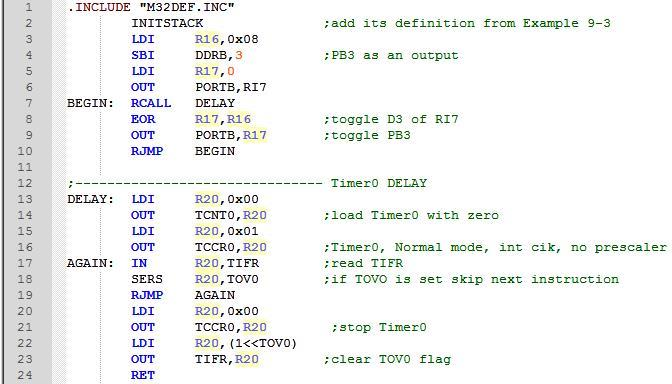 1 .INCLUDE "M32DEF.INC"
2 INITSTACK ;add its definition from Example 9-3
3 LDI R16,0x08
4 SBI DDRB,3 ;PB3 as an output
5 LDI R17,0
6 OUT PORTB,RI7
7 BEGIN: RCALL DELAY
8 EOR R17,R16 ;toggle D3 of RI7
9 OUT PORTB,R17 ;toggle PB3
10 RJMP BEGIN
11
12 ;------------------------------- Timer0 DELAY
13 DELAY: LDI R20,0x00
14 OUT TCNT0,R20 ;load Timer0 with zero
15 LDI R20,0x01
16 OUT TCCR0,R20 ;Timer0, Normal mode, int cik, no prescaler
17 AGAIN: IN R20,TIFR ;read TIFR
18 SERS R20,TOV0 ;if TOVO is set skip next instruction
19 RJMP AGAIN
20 LDI R20,0x00
21 OUT TCCR0,R20 ;stop Timer0
22 LDI R20,(1<<TOV0)
23 OUT TIFR,R20 ;clear TOV0 flag
24 RET